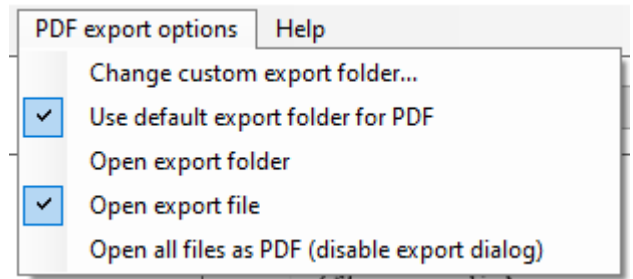 PDF export options Help
Change custom export folder...
Use default export folder for PDF
Open export folder
Open export file
Open all files as PDF (disable export dialog)